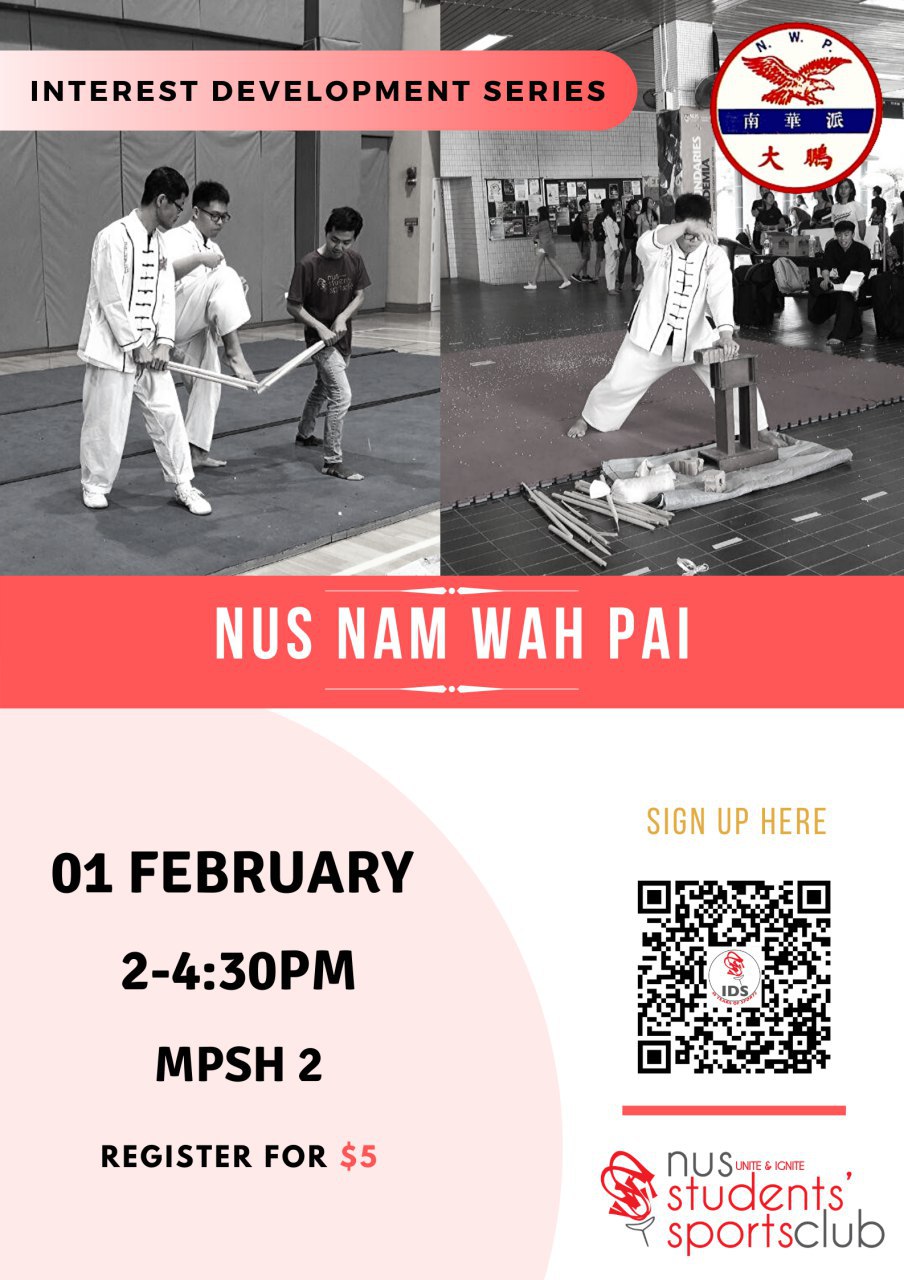 INTEREST DEVELOPMENT SERIES
N. W. P.
南 華 派
大 鵬
NUS NAM WAH PAI
01 FEBRUARY
2-4:30PM
MPSH 2
REGISTER FOR $5
SIGN UP HERE
IDS
nus UNITE & IGNITE
students'
sportsclub